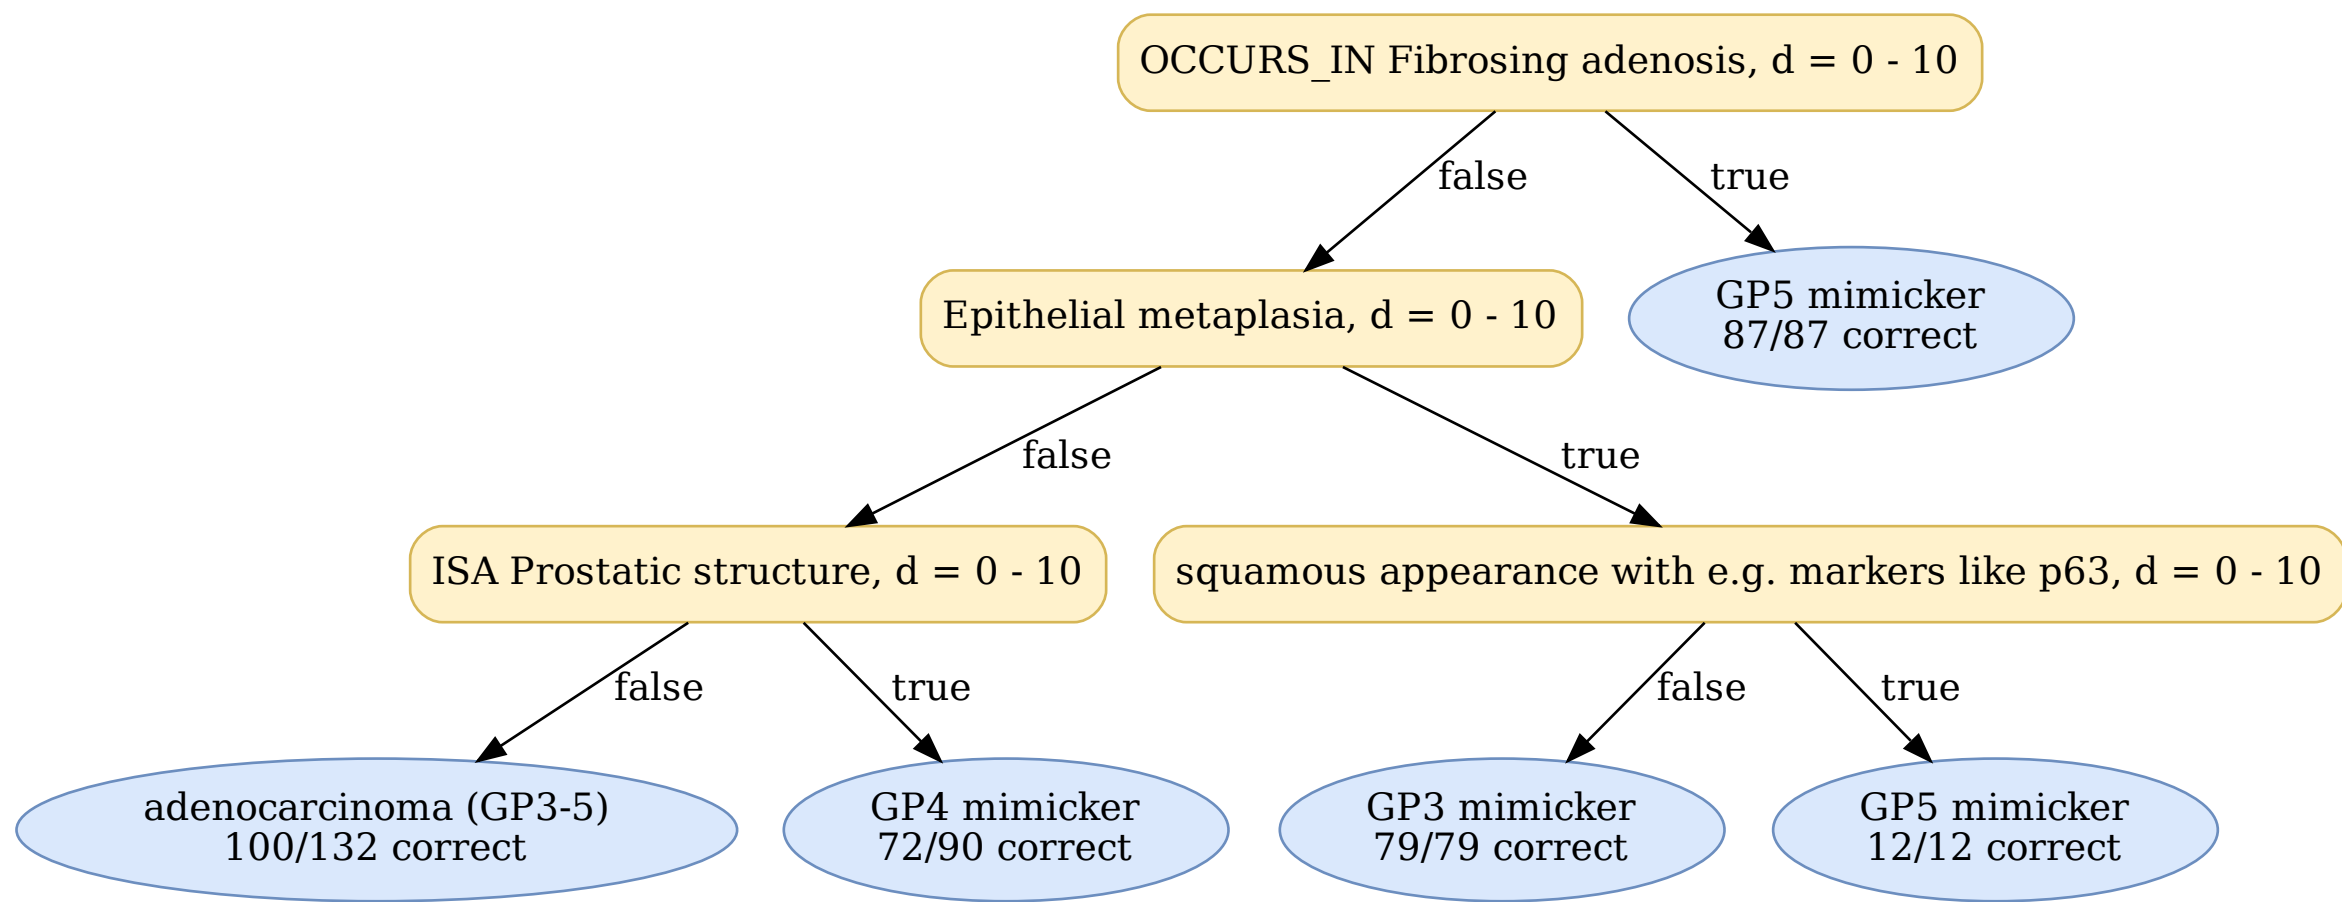 OCCURS_IN Fibrosing adenosis, d = 0 - 10
false
true
Epithelial metaplasia, d = 0 - 10
GP5 mimicker
87/87 correct
false
true
ISA Prostatic structure, d = 0 - 10
squamous appearance with e.g. markers like p63, d = 0 - 10
false
true
false
true
adenocarcinoma (GP3-5)
100/132 correct
GP4 mimicker
72/90 correct
GP3 mimicker
79/79 correct
GP5 mimicker
12/12 correct